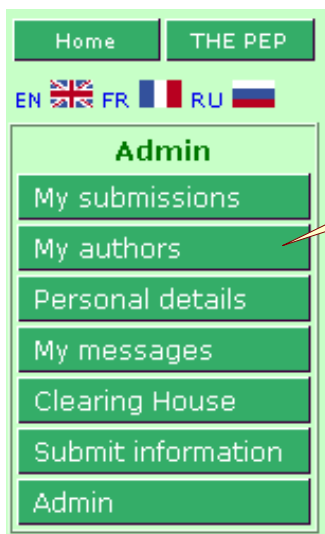 Home THE PEP
EN FR RU
Admin
My submissions
My authors
Personal details
My messages
Clearing House
Submit information
Admin